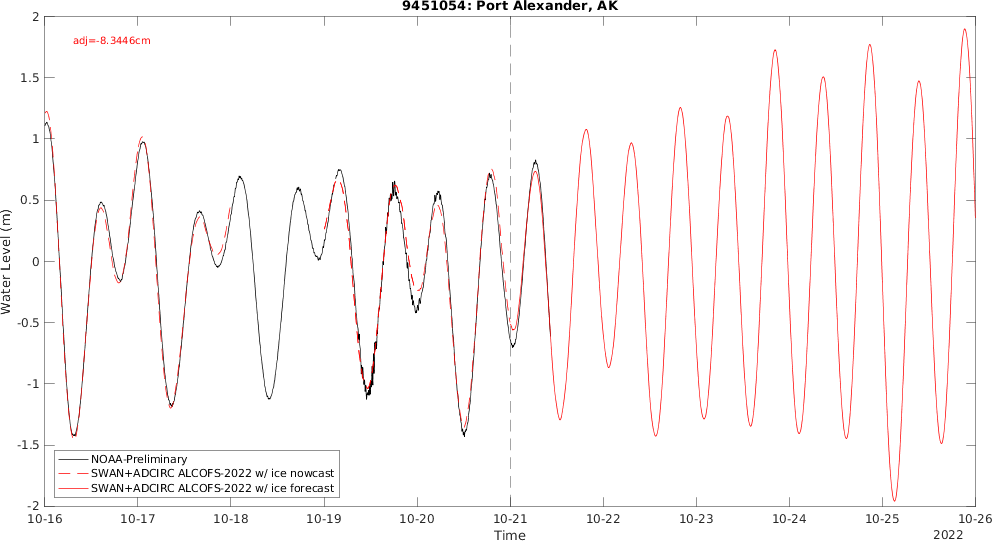 9451054: Port Alexander, AK
adj=-8.3446cm
Water Level (m)
2
1.5
1
0.5
0
-0.5
-1
-1.5
-2
NOAA-Preliminary
SWAN+ADCIRC ALCOFS-2022 w/ ice nowcast
SWAN+ADCIRC ALCOFS-2022 w/ ice forecast
10-16 10-17 10-18 10-19 10-20 10-21 10-22 10-23 10-24 10-25 10-26
Time
2022